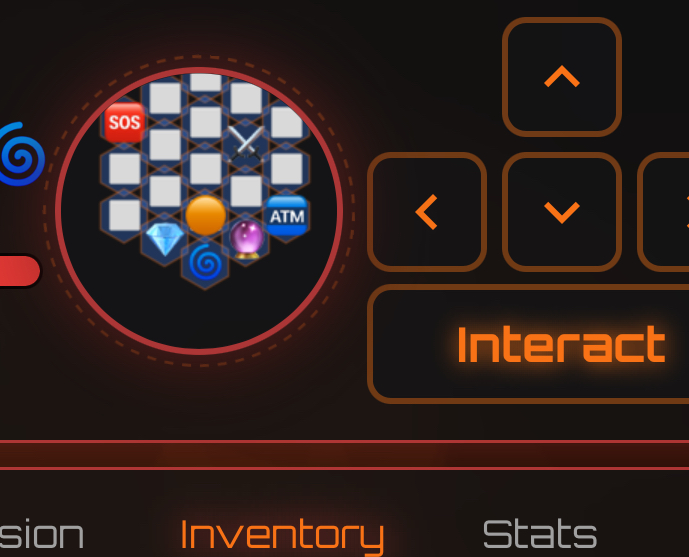 SOS
ATM
Interact
sion
Inventory
Stats